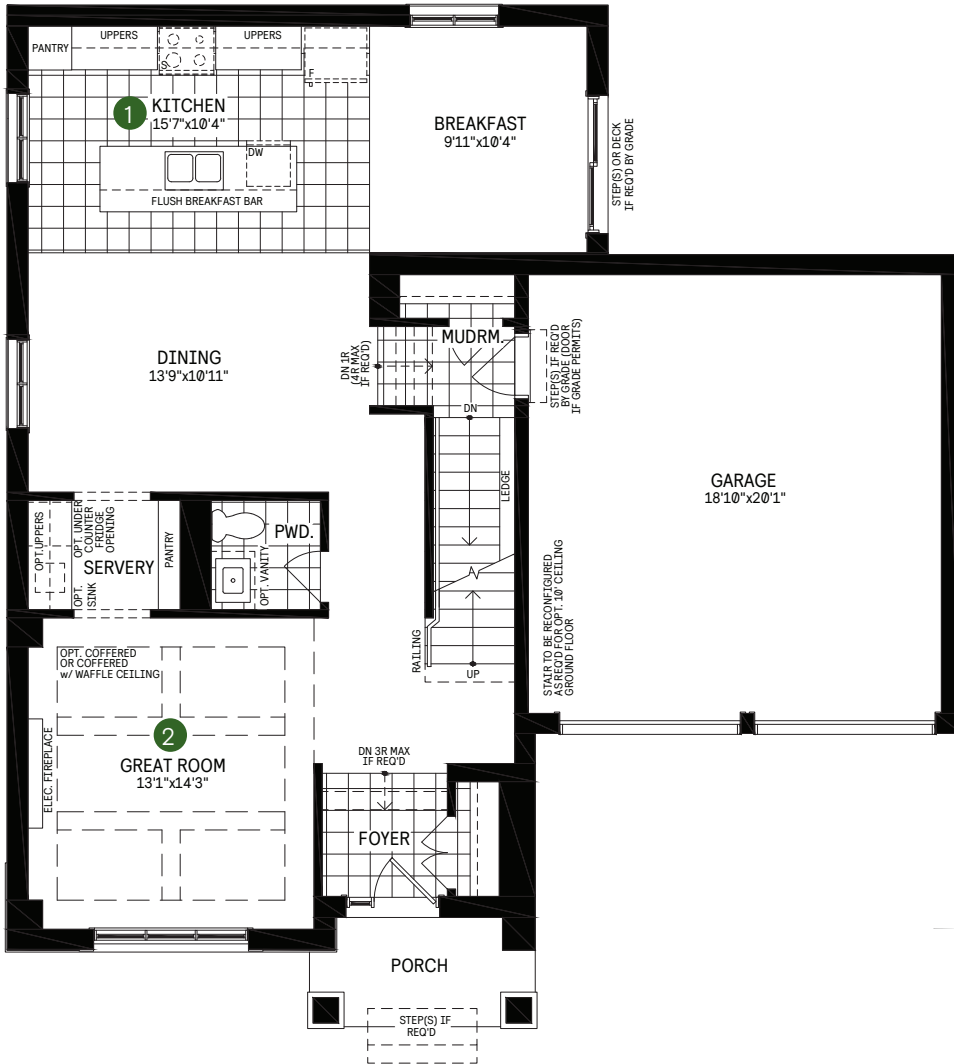 PANTRY
UPPERS
UPPERS
S
F
1
KITCHEN
15'7"x10'4"
DW
FLUSH BREAKFAST BAR
BREAKFAST
9'11"x10'4"
STEP(S) OR DECK
IF REQ'D BY GRADE
DINING
13'9"x10'11"
DN 1R
(4R MAX
IF REQ'D)
MUDRM.
STEP(S) IF REQ'D
BY GRADE (DOOR
IF GRADE PERMITS)
DN
LEDGE
GARAGE
18'10"x20'1"
OPT.UPPERS
OPT. UNDER
COUNTER
FRIDGE
OPENING
SERVERY
OPT.
SINK
PANTRY
PWD.
OPT. VANITY
RAILING
UP
STAIR TO BE RECONFIGURED
AS REQ'D FOR OPT. 10' CEILING
GROUND FLOOR
OPT. COFFERED
OR COFFERED
w/ WAFFLE CEILING
2
GREAT ROOM
13'1"x14'3"
ELEC. FIREPLACE
DN 3R MAX
IF REQ'D
FOYER
PORCH
STEP(S) IF
REQ'D